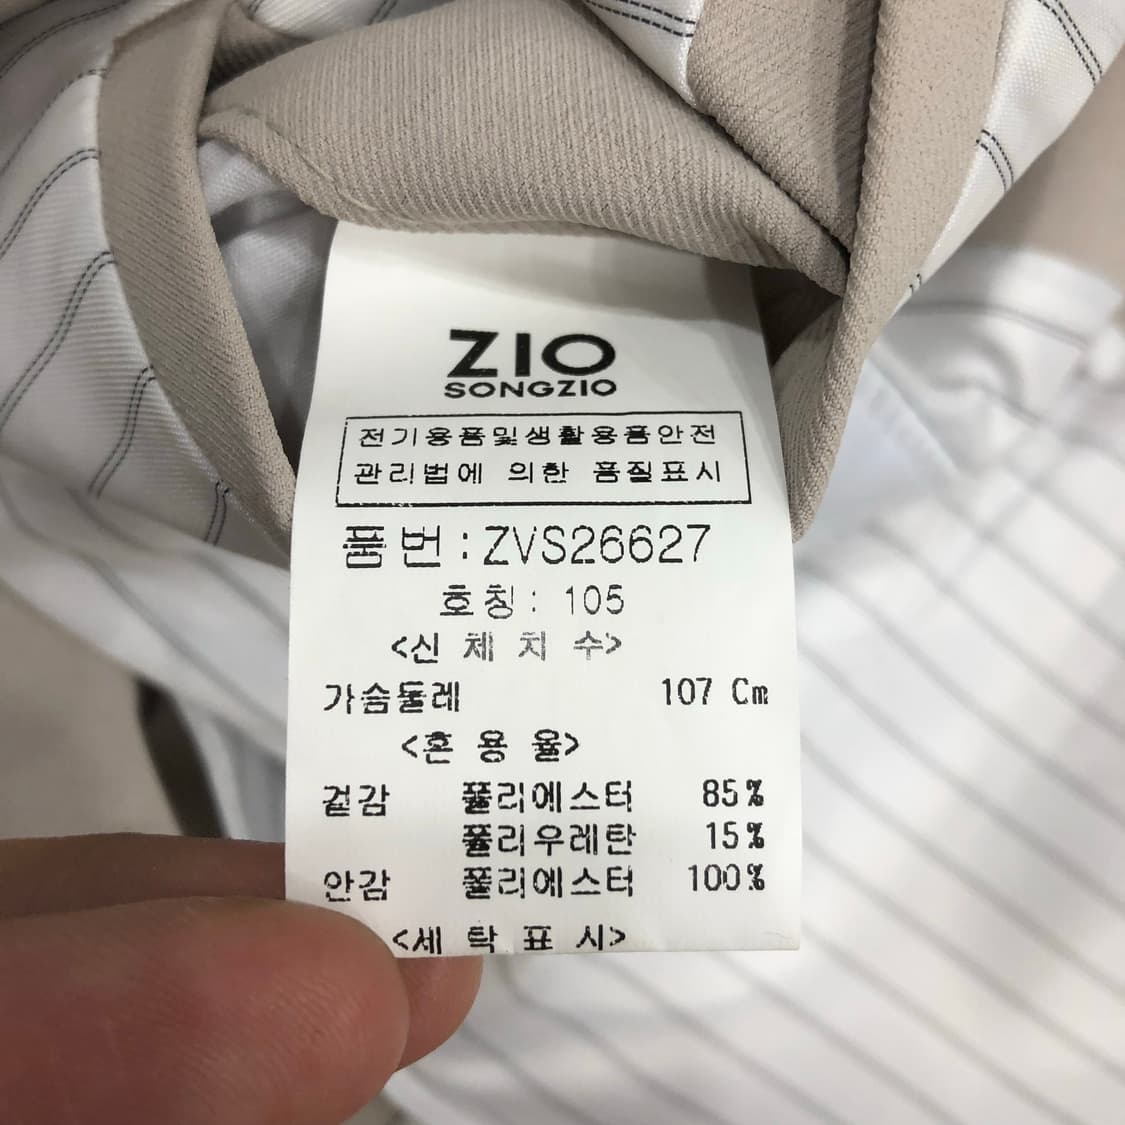 ZIO
SONGZIO
전기용품및생활용품안전
관리법에 의한 품질표시
품번:ZVS26627
호칭: 105
<신체치수>
가슴둘레 107 Cm
<혼용율>
겉감 폴리에스터 85%
폴리우레탄 15%
안감 폴리에스터 100%
<세탁표시>